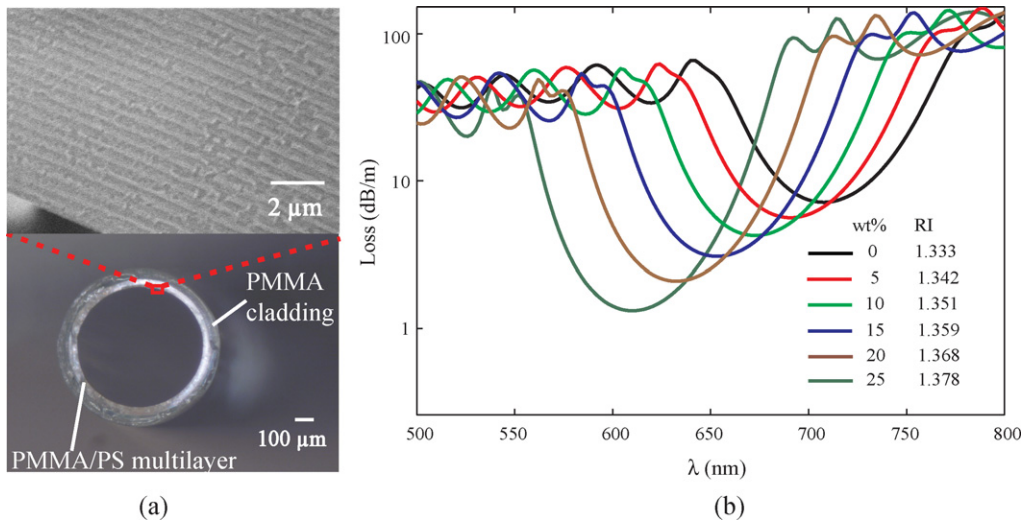 2 μm
PMMA
cladding
100 μm
PMMA/PS multilayer
(a)
Loss (dB/m)
100
10
1
wt% RI
0 1.333
5 1.342
10 1.351
15 1.359
20 1.368
25 1.378
500 550 600 650 700 750 800
λ (nm)
(b)